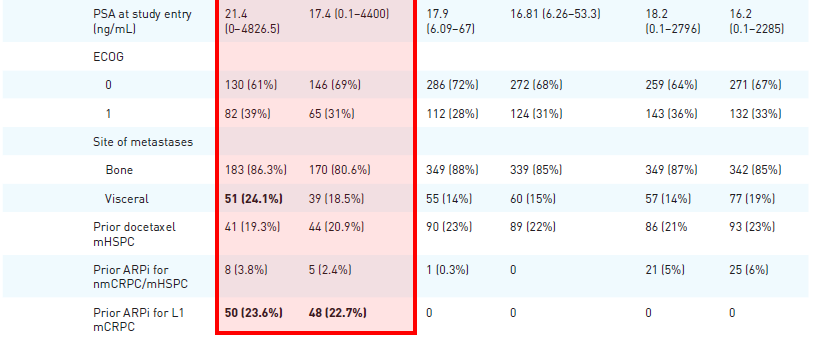 PSA at study entry (ng/mL) 21.4 (0–4826.5) 17.4 (0.1–4400) 17.9 (6.09–67) 16.81 (6.26–53.3) 18.2 (0.1–2796) 16.2 (0.1–2285)
ECOG
0 130 (61%) 146 (69%) 286 (72%) 272 (68%) 259 (64%) 271 (67%)
1 82 (39%) 65 (31%) 112 (28%) 124 (31%) 143 (36%) 132 (33%)
Site of metastases
Bone 183 (86.3%) 170 (80.6%) 349 (88%) 339 (85%) 349 (87%) 342 (85%)
Visceral 51 (24.1%) 39 (18.5%) 55 (14%) 60 (15%) 57 (14%) 77 (19%)
Prior docetaxel mHSPC 41 (19.3%) 44 (20.9%) 90 (23%) 89 (22%) 86 (21% 93 (23%)
Prior ARPi for nmCRPC/mHSPC 8 (3.8%) 5 (2.4%) 1 (0.3%) 0 21 (5%) 25 (6%)
Prior ARPi for L1 mCRPC 50 (23.6%) 48 (22.7%) 0 0 0 0